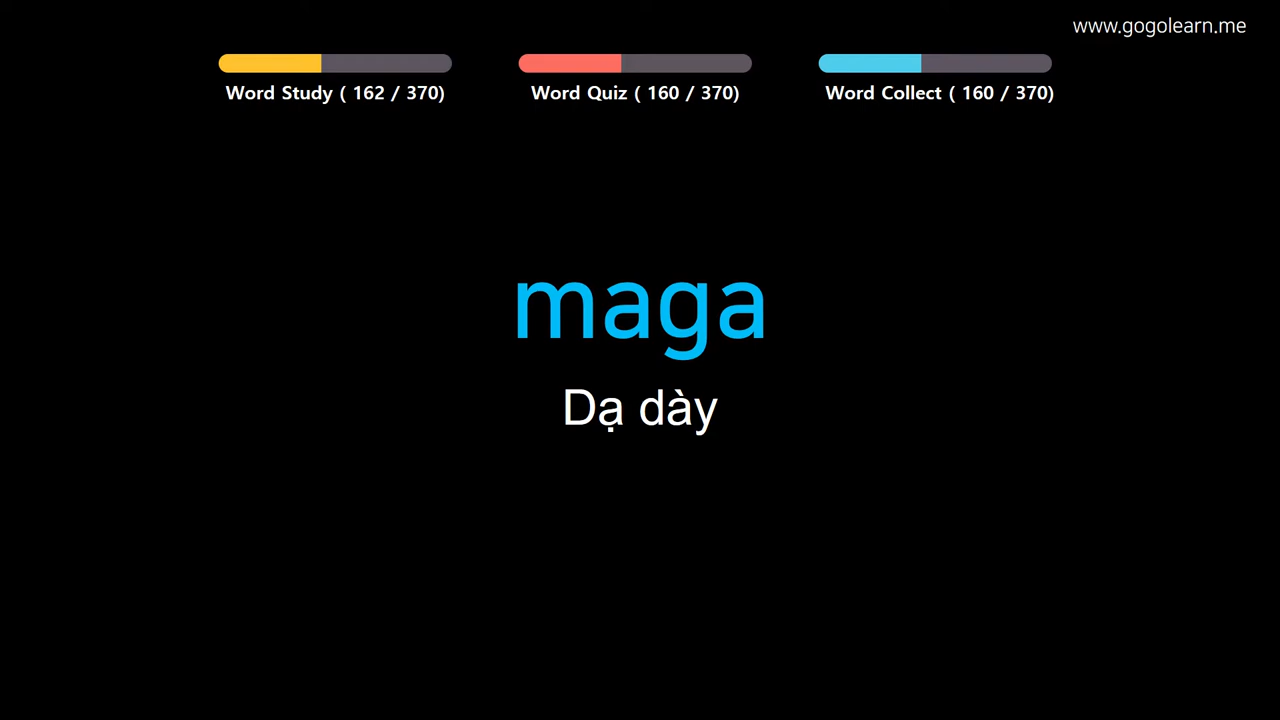 www.gogolearn.me
Word Study ( 162 / 370)
Word Quiz ( 160 / 370)
Word Collect ( 160 / 370)
maga
Dạ dày